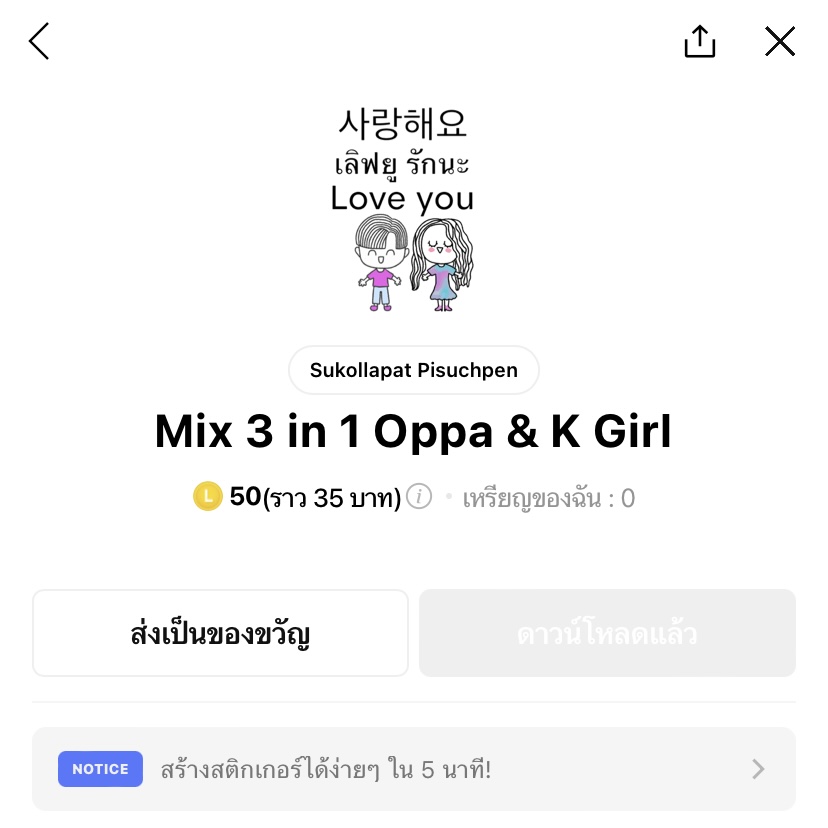 사랑해요
เลิฟยู รักนะ
Love you
Sukollapat Pisuchpen
Mix 3 in 1 Oppa & K Girl
L 50(ราว 35 บาท) i • เหรียญของฉัน : 0
ส่งเป็นของขวัญ ดาวน์โหลดแล้ว
NOTICE สร้างสติกเกอร์ได้ง่ายๆ ใน 5 นาที!